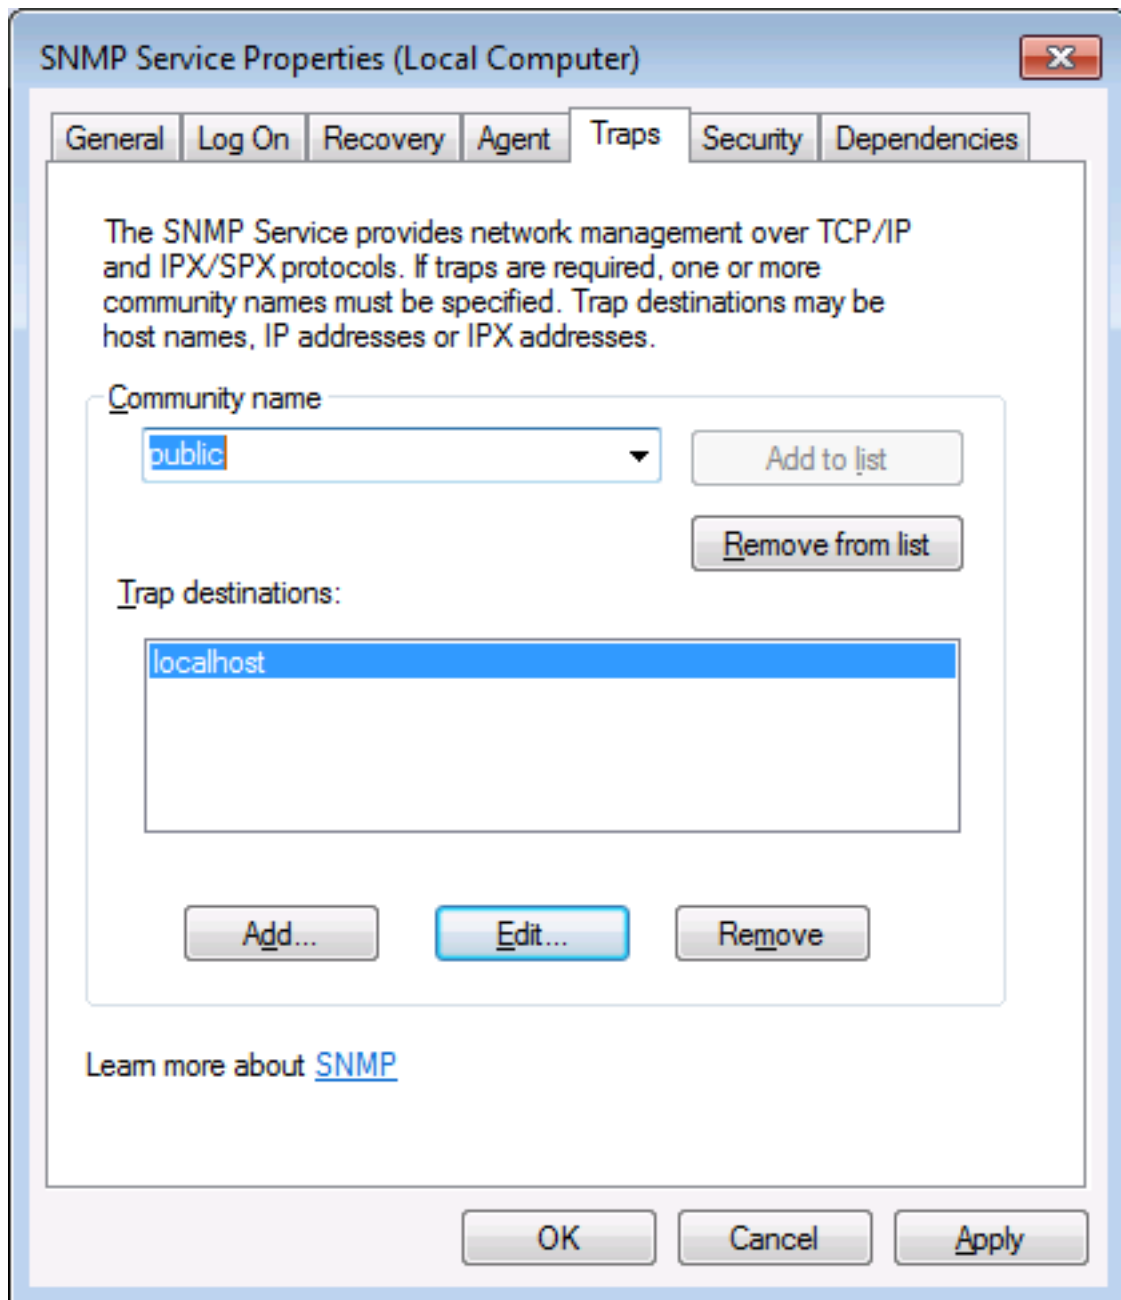 SNMP Service Properties (Local Computer)
General Log On Recovery Agent Traps Security Dependencies
The SNMP Service provides network management over TCP/IP
and IPX/SPX protocols. If traps are required, one or more
community names must be specified. Trap destinations may be
host names, IP addresses or IPX addresses.
Community name
public
Add to list
Remove from list
Trap destinations:
localhost
Add... Edit... Remove
Learn more about SNMP
OK Cancel Apply